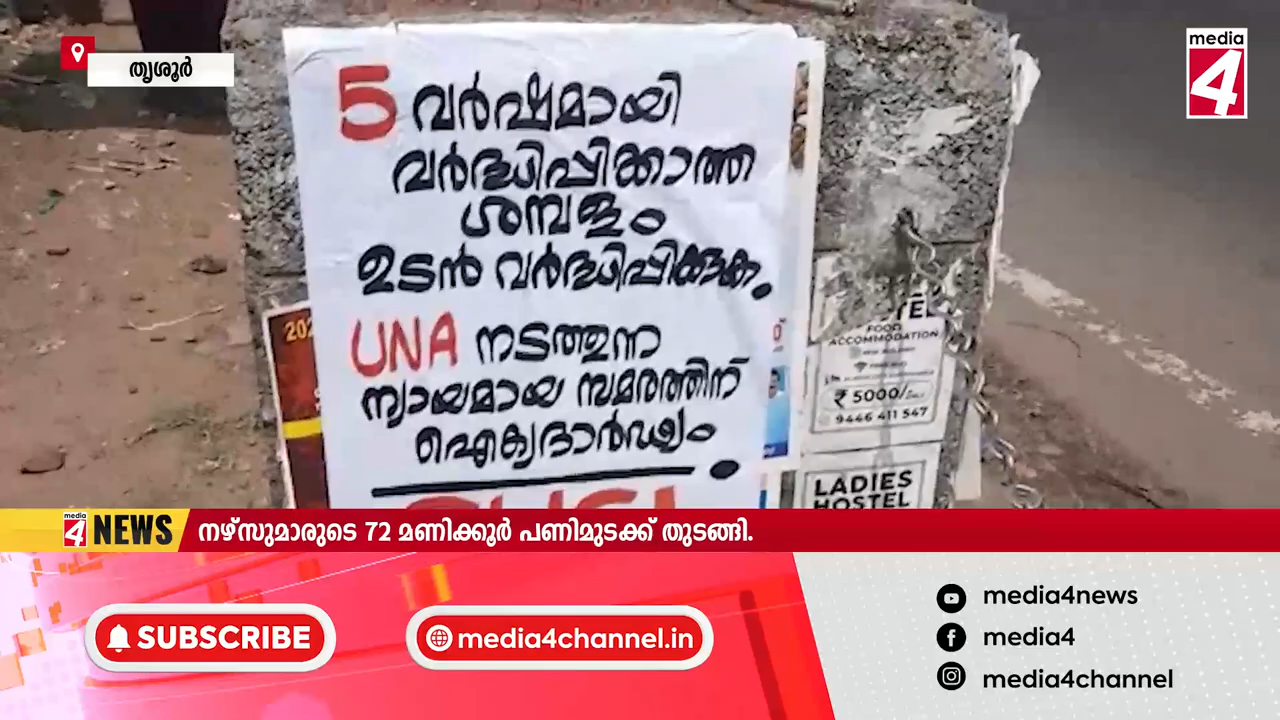 തൃശൂർ
media
4
5 വർഷമായി
വർദ്ധിപ്പിക്കാത്ത
ശമ്പളം
ഉടൻ വർദ്ധിപ്പിക്കുക.
UNA നടത്തുന്ന
ന്യായമായ സമരത്തിന്
ഐക്യദാർഢ്യം
FOOD
ACCOMMODATION
₹ 5000/-
9446 411 547
LADIES
HOSTEL
media
4 NEWS
നഴ്സുമാരുടെ 72 മണിക്കൂർ പണിമുടക്ക് തുടങ്ങി.
SUBSCRIBE
media4channel.in
media4news
media4
media4channel